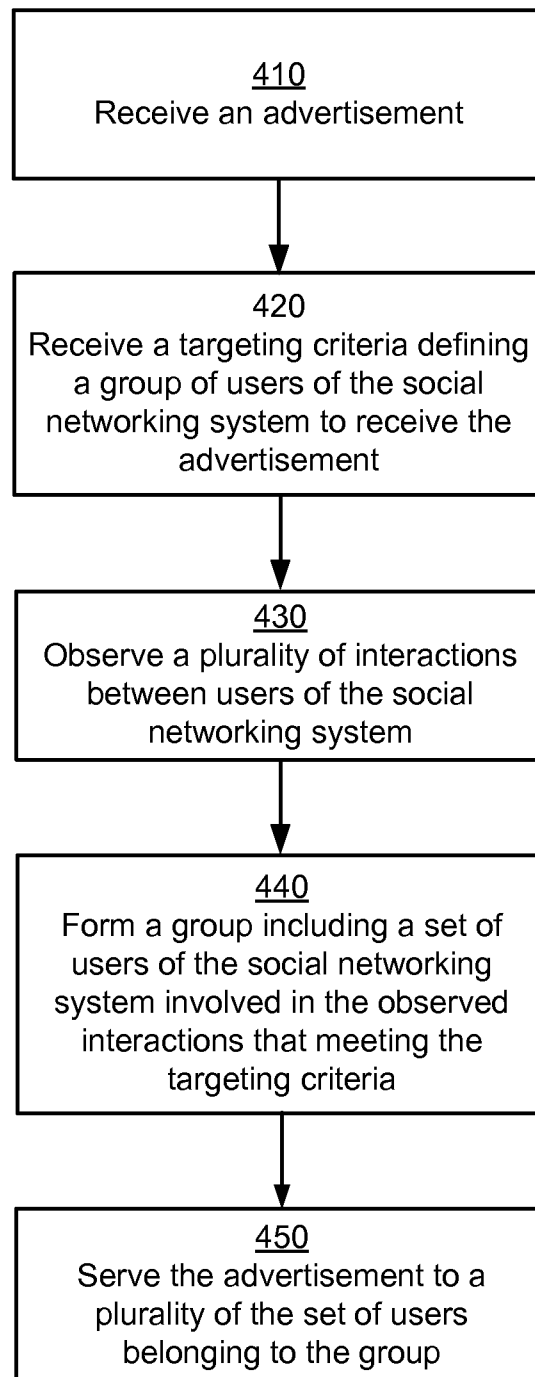 410
Receive an advertisement
420
Receive a targeting criteria defining
a group of users of the social
networking system to receive the
advertisement
430
Observe a plurality of interactions
between users of the social
networking system
440
Form a group including a set of
users of the social networking
system involved in the observed
interactions that meeting the
targeting criteria
450
Serve the advertisement to a
plurality of the set of users
belonging to the group